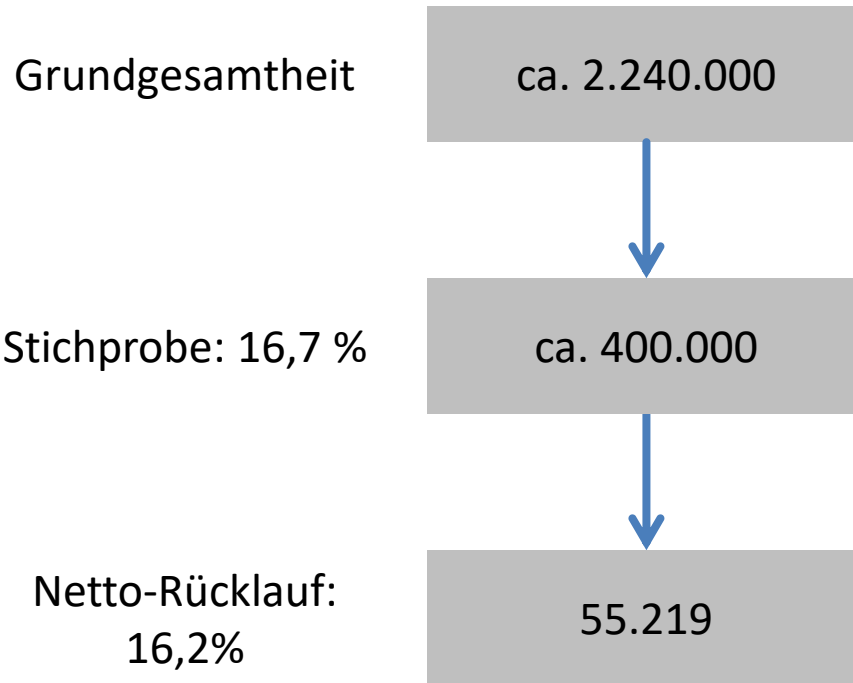 Grundgesamtheit
ca. 2.240.000
Stichprobe: 16,7 %
ca. 400.000
Netto-Rücklauf:
16,2%
55.219